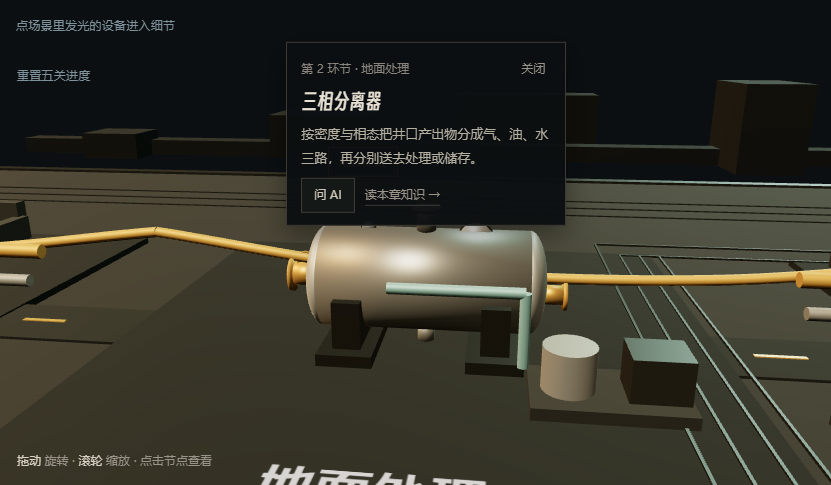 点场景里发光的设备进入细节
重置五关进度
第 2 环节 · 地面处理
关闭
三相分离器
按密度与相态把井口产出物分成气、油、水
三路，再分别送去处理或储存。
问 AI
读本章知识 →
拖动 旋转 · 滚轮 缩放 · 点击节点查看
地面处理